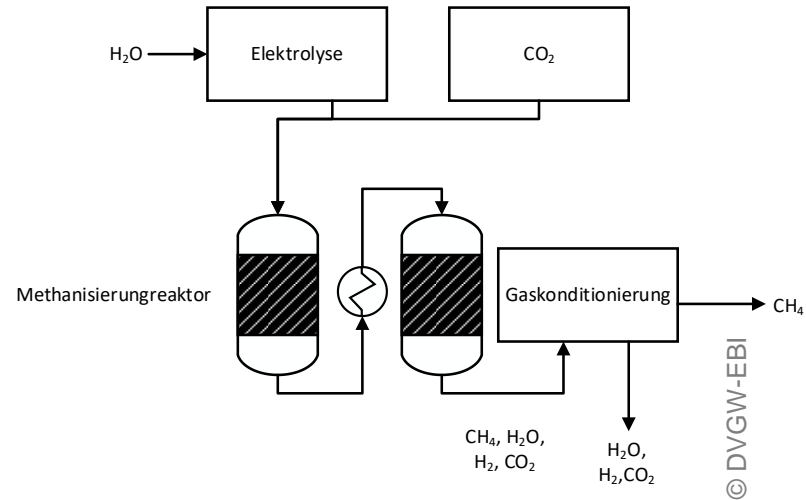 H₂O
Elektrolyse
CO₂
Methanisierungreaktor
Gaskonditionierung
CH₄
CH₄, H₂O,
H₂, CO₂
H₂O,
H₂,CO₂
© DVGW-EBI